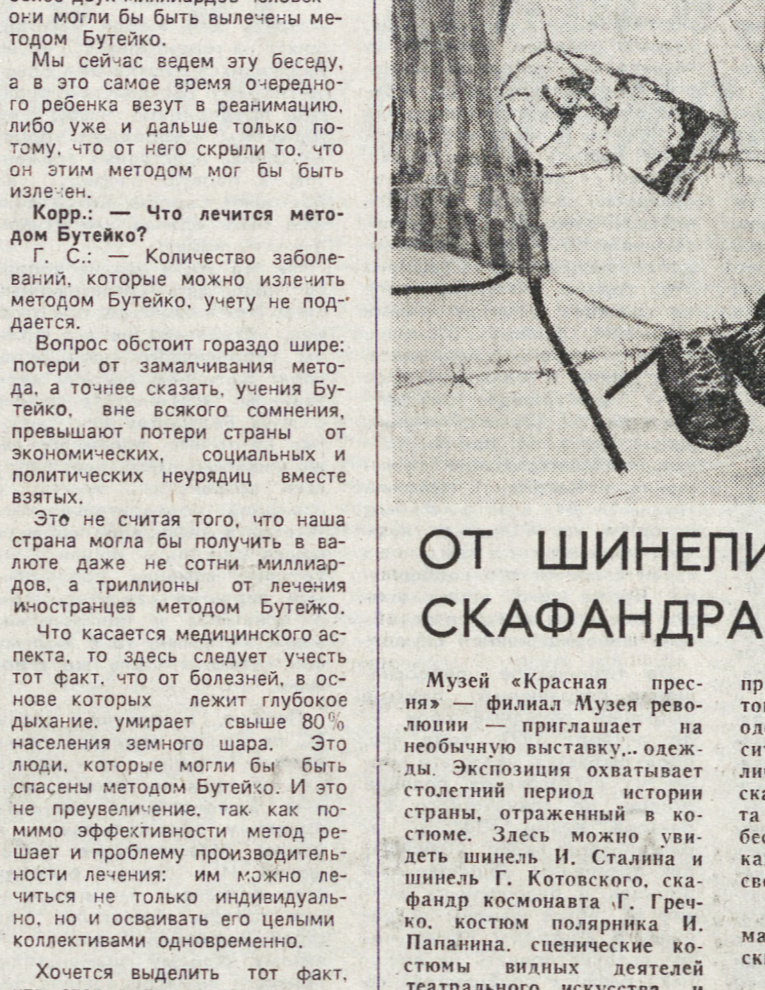 они могли бы быть вылечены ме-
тодом Бутейко.
Мы сейчас ведем эту беседу,
а в это самое время очередно-
го ребенка везут в реанимацию,
либо уже и дальше только по-
тому, что от него скрыли то, что
он этим методом мог бы быть
излечен.
Корр.: — Что лечится мето-
дом Бутейко?
Г. С.: — Количество заболе-
ваний, которые можно излечить
методом Бутейко, учету не под-
дается.
Вопрос обстоит гораздо шире:
потери от замалчивания мето-
да, а точнее сказать, учения Бу-
тейко, вне всякого сомнения,
превышают потери страны от
экономических, социальных и
политических неурядиц вместе
взятых.
Это не считая того, что наша
страна могла бы получить в ва-
люте даже не сотни миллиар-
дов, а триллионы от лечения
иностранцев методом Бутейко.
Что касается медицинского ас-
пекта, то здесь следует учесть
тот факт, что от болезней, в ос-
нове которых лежит глубокое
дыхание, умирает свыше 80%
населения земного шара. Это
люди, которые могли бы быть
спасены методом Бутейко. И это
не преувеличение, так как по-
мимо эффективности метод ре-
шает и проблему производитель-
ности лечения: им можно ле-
читься не только индивидуаль-
но, но и осваивать его целыми
коллективами одновременно.
Хочется выделить тот факт,
ОТ ШИНЕЛИ
СКАФАНДРА
Музей «Красная прес-
ня» — филиал Музея рево-
люции — приглашает на
необычную выставку... одеж-
ды. Экспозиция охватывает
столетний период истории
страны, отраженный в ко-
стюме. Здесь можно уви-
деть шинель И. Сталина и
шинель Г. Котовского, ска-
фандр космонавта Г. Греч-
ко, костюм полярника И.
Папанина, сценические ко-
стюмы видных деятелей
театрального искусства и